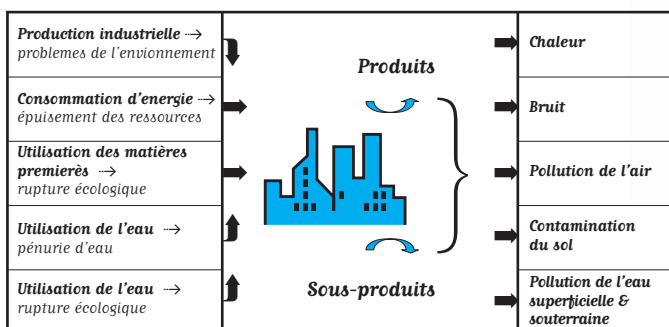 Production industrielle ⤑
problemes de l'envionnement
Consommation d'energie ⤑
épuisement des ressources
Utilisation des matières
premierès ⤑
rupture écologique
Utilisation de l'eau ⤑
pénurie d'eau
Utilisation de l'eau ⤑
rupture écologique
Produits
Sous-produits
Chaleur
Bruit
Pollution de l'air
Contamination
du sol
Pollution de l'eau
superficielle &
souterraine